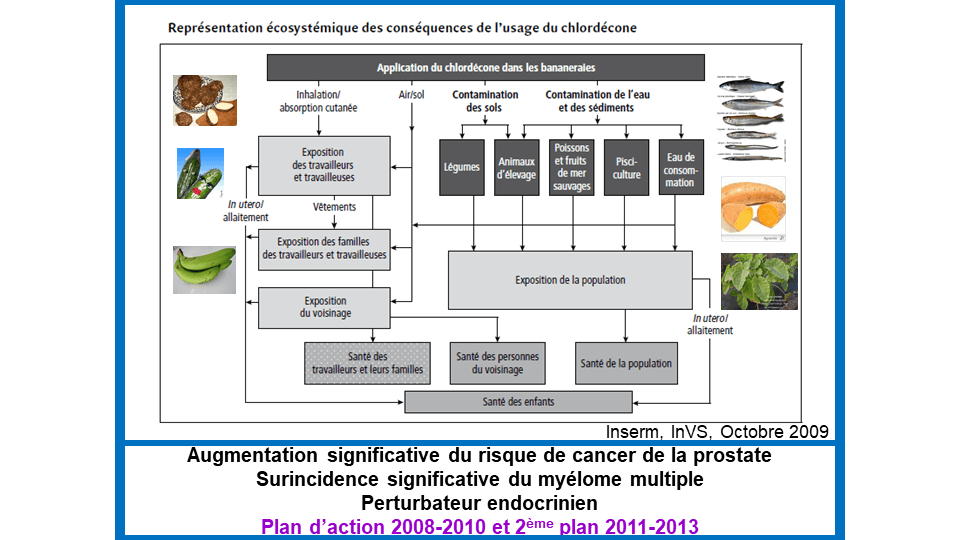 Représentation écosystémique des conséquences de l'usage du chlordécone
Application du chlordécone dans les bananeraies
Inhalation/
absorption cutanée
Air/sol
Contamination
des sols
Contamination de l'eau
et des sédiments
Exposition
des travailleurs
et travailleuses
Légumes
Animaux
d'élevage
Poissons
et fruits
de mer
sauvages
Pisci-
culture
Eau de
consom-
mation
In utero/
allaitement
Vêtements
Exposition des familles
des travailleurs et travailleuses
Exposition de la population
Exposition
du voisinage
In utero/
allaitement
Santé des
travailleurs et leurs familles
Santé des personnes
du voisinage
Santé de la population
Santé des enfants
Inserm, InVS, Octobre 2009
Augmentation significative du risque de cancer de la prostate
Surincidence significative du myélome multiple
Perturbateur endocrinien
Plan d'action 2008-2010 et 2ème plan 2011-2013